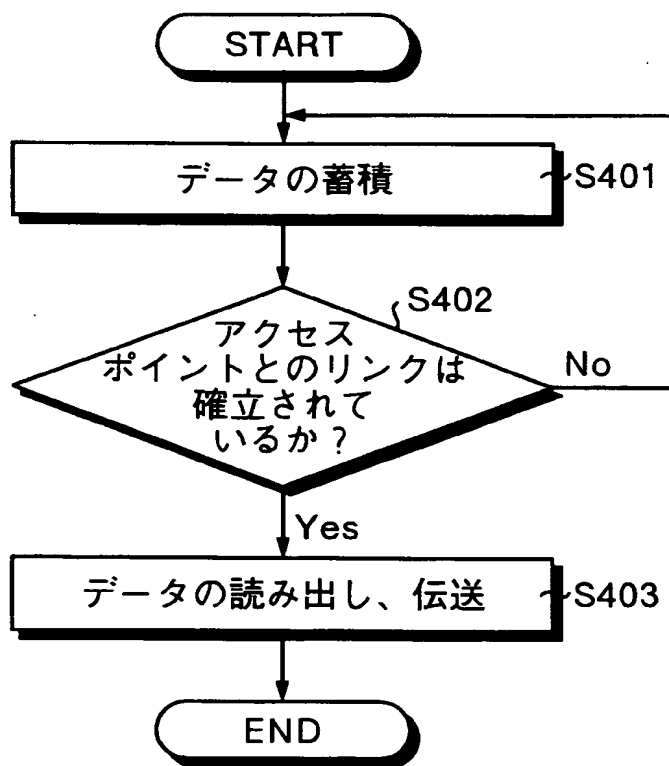 START
データの蓄積
S401
S402
アクセス
ポイントとのリンクは
確立されて
いるか？
No
Yes
データの読み出し、伝送
S403
END